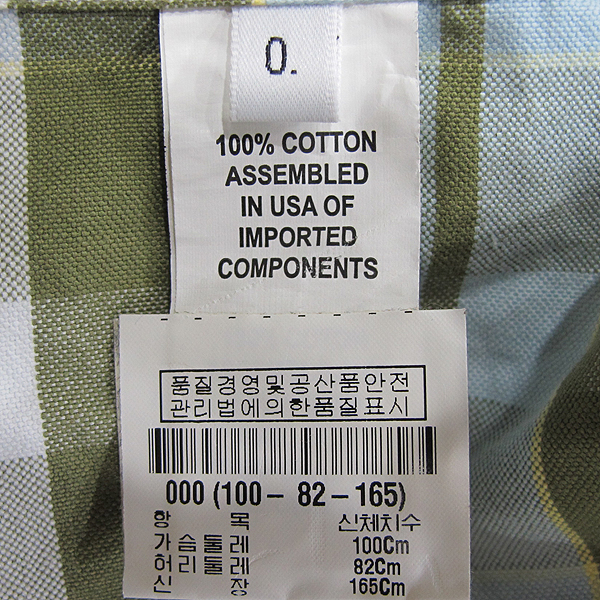 0.
100% COTTON
ASSEMBLED
IN USA OF
IMPORTED
COMPONENTS
품질경영및공산품안전
관리법에의한품질표시
000 (100-82-165)
항 목 신체치수
가슴둘레 100Cm
허리둘레 82Cm
신 장 165Cm